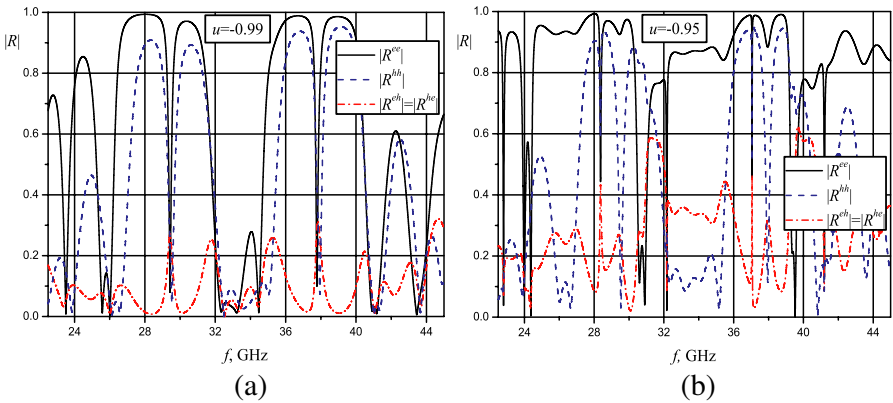 |R|
1.0
0.8
0.6
0.4
0.2
0.0
u=-0.99
|R^ee|
|R^hh|
|R^eh|=|R^he|
24 28 32 36 40 44
f, GHz
(a)
|R|
1.0
0.8
0.6
0.4
0.2
0.0
u=-0.95
|R^ee|
|R^hh|
|R^eh|=|R^he|
24 28 32 36 40 44
f, GHz
(b)